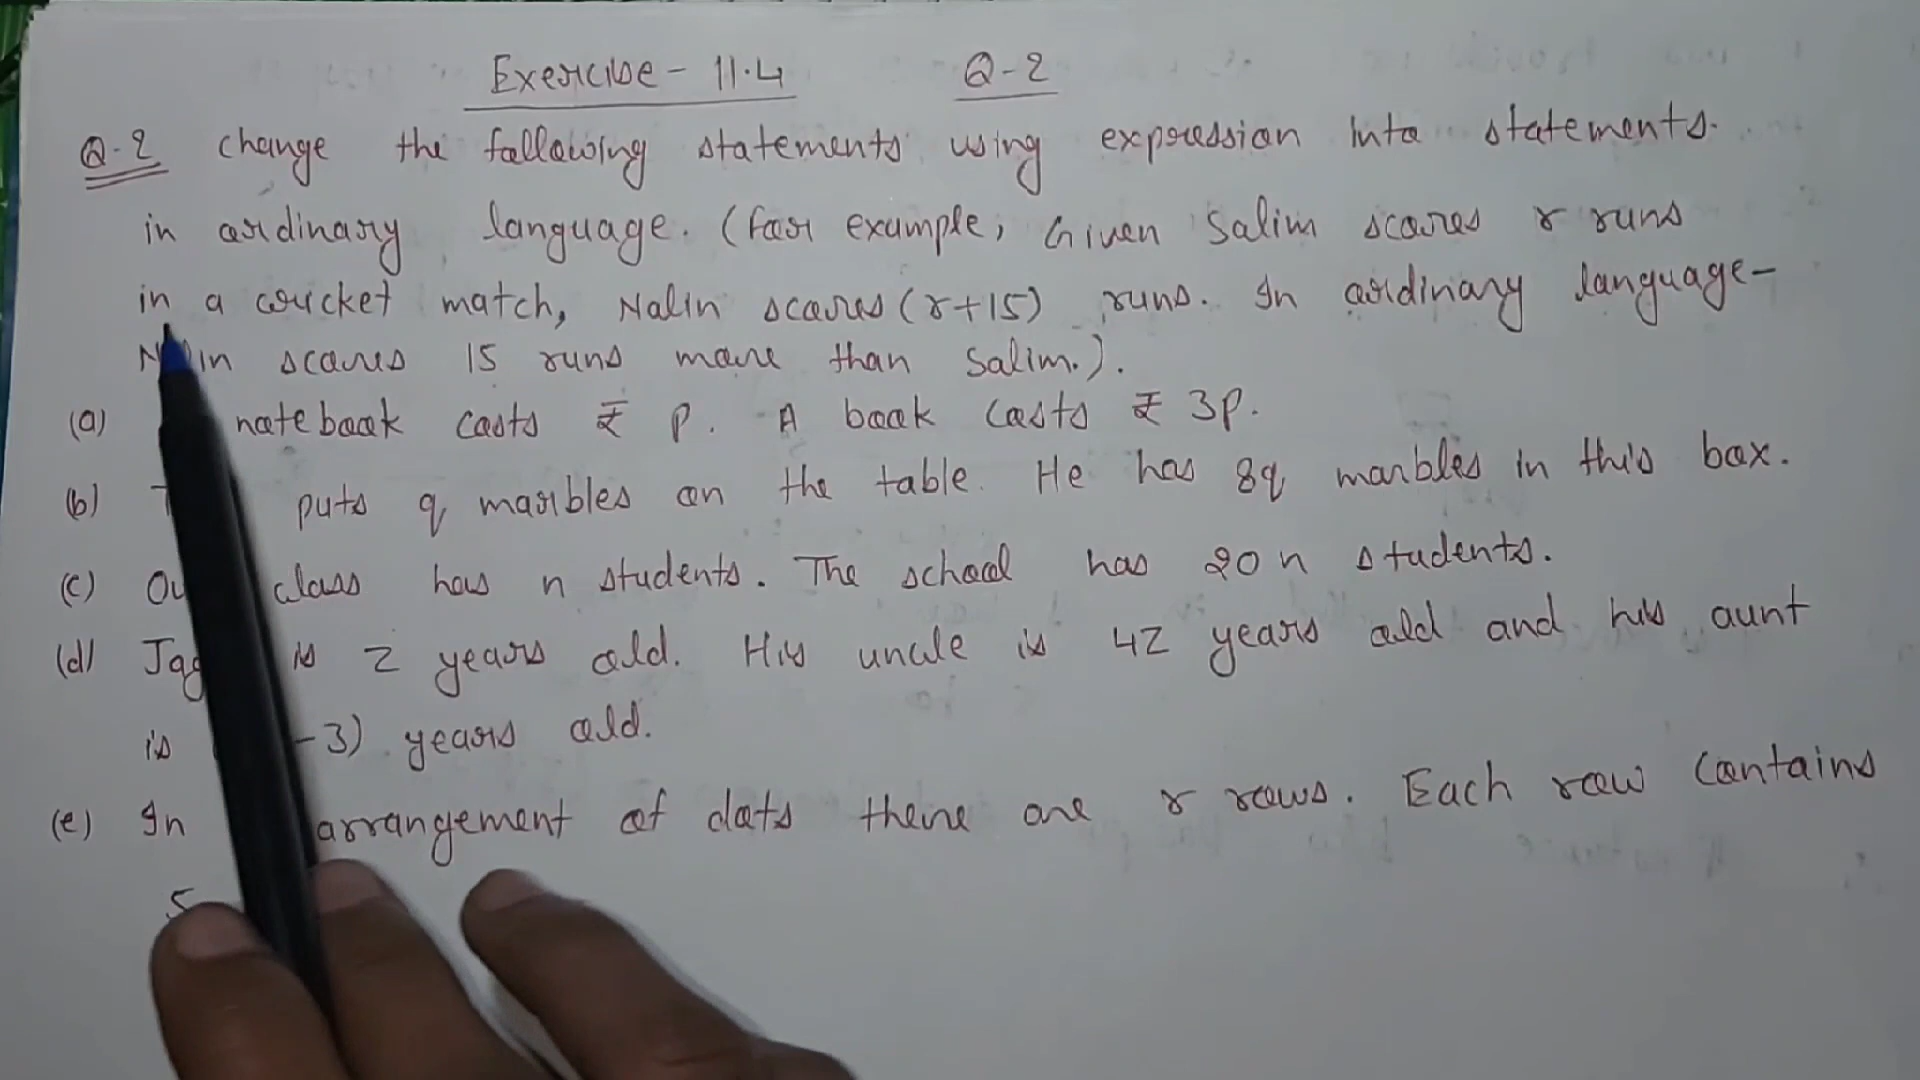 Exercise - 11.4 Q-2
Q-2 change the following statements using expression into statements.
in ordinary language. (for example, Given Salim scores r runs
in a cricket match, Nalin scores (r+15) runs. In ordinary language-
scores 15 runs more than Salim.).
(a) notebook costs ₹ p. A book costs ₹ 3p.
(b) puts q marbles on the table. He has 8q marbles in this box.
(c) class has n students. The school has 20n students.
(d) is z years old. His uncle is 4z years old and his aunt
is -3) years old.
(e) In arrangement of dots there are r rows. Each row contains
5